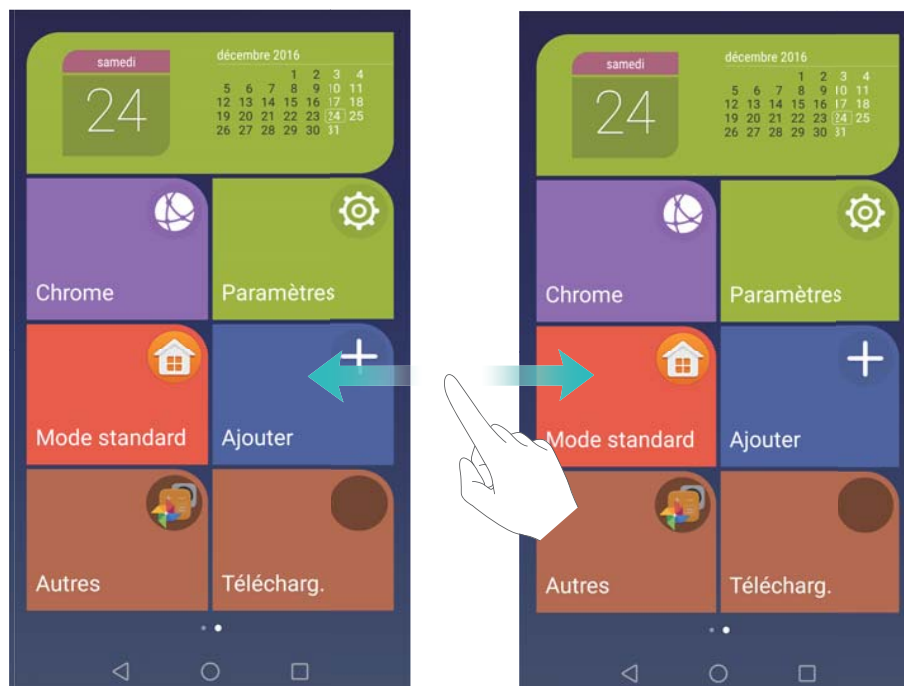 samedi
24
décembre 2016
1 2 3 4
5 6 7 8 9 10 11
12 13 14 15 16 17 18
19 20 21 22 23 24 25
26 27 28 29 30 31
Chrome
Paramètres
Mode standard
Ajouter
Autres
Télécharg.
samedi
24
décembre 2016
1 2 3 4
5 6 7 8 9 10 11
12 13 14 15 16 17 18
19 20 21 22 23 24 25
26 27 28 29 30 31
Chrome
Paramètres
Mode standard
Ajouter
Autres
Télécharg.